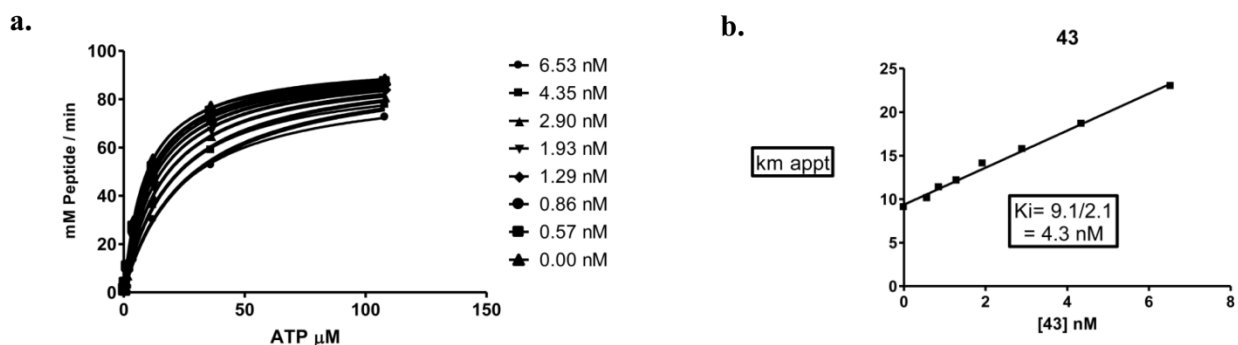 a.
100
80
60
40
20
0
mM Peptide / min
0 50 100 150
ATP μM
6.53 nM
4.35 nM
2.90 nM
1.93 nM
1.29 nM
0.86 nM
0.57 nM
0.00 nM
b.
43
km appt
25
20
15
10
5
0
Ki= 9.1/2.1
= 4.3 nM
0 2 4 6 8
[43] nM